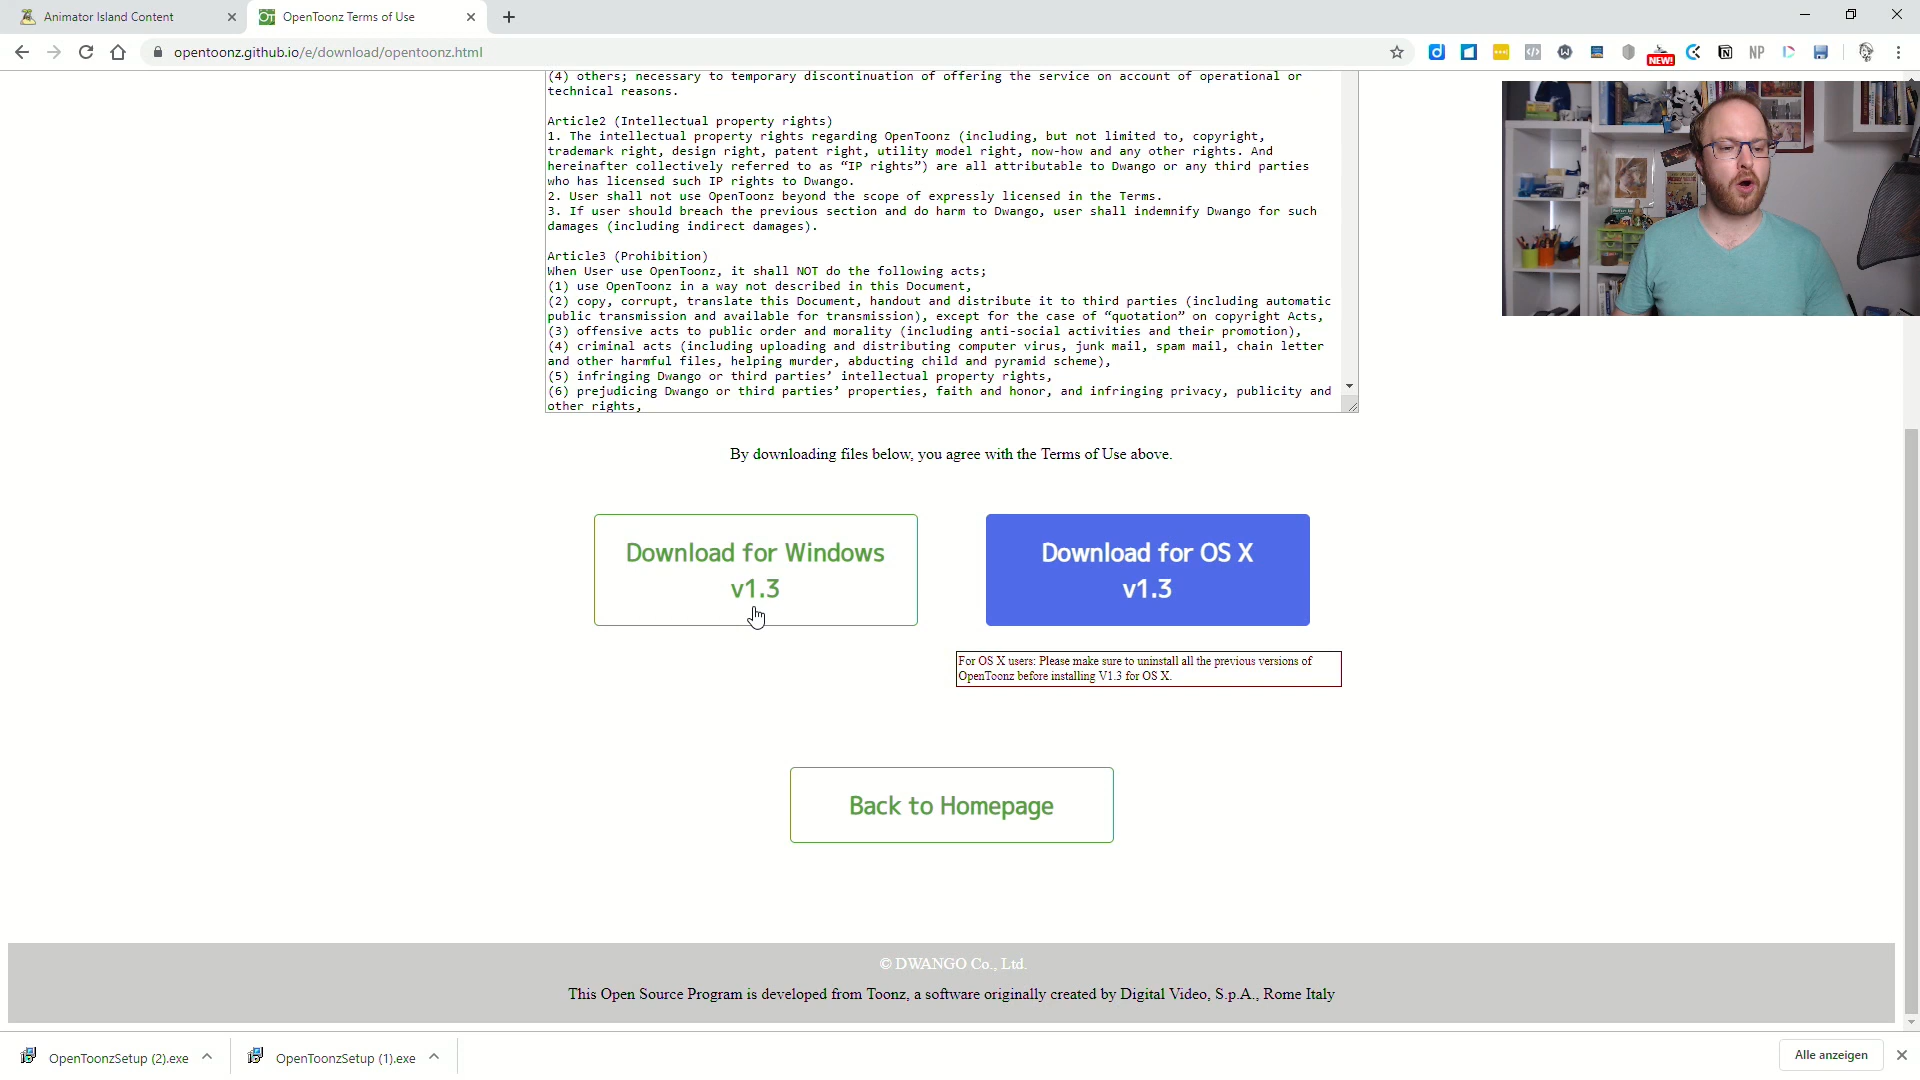 Animator Island Content
OpenToonz Terms of Use
opentoonz.github.io/e/download/opentoonz.html
NEW!
NP
(4) others; necessary to temporary discontinuation of offering the service on account of operational or
technical reasons.
Article2 (Intellectual property rights)
1. The intellectual property rights regarding OpenToonz (including, but not limited to, copyright,
trademark right, design right, patent right, utility model right, now-how and any other rights. And
hereinafter collectively referred to as “IP rights”) are all attributable to Dwango or any third parties
who has licensed such IP rights to Dwango.
2. User shall not use OpenToonz beyond the scope of expressly licensed in the Terms.
3. If user should breach the previous section and do harm to Dwango, user shall indemnify Dwango for such
damages (including indirect damages).
Article3 (Prohibition)
When User use OpenToonz, it shall NOT do the following acts;
(1) use OpenToonz in a way not described in this Document,
(2) copy, corrupt, translate this Document, handout and distribute it to third parties (including automatic
public transmission and available for transmission), except for the case of “quotation” on copyright Acts,
(3) offensive acts to public order and morality (including anti-social activities and their promotion),
(4) criminal acts (including uploading and distributing computer virus, junk mail, spam mail, chain letter
and other harmful files, helping murder, abducting child and pyramid scheme),
(5) infringing Dwango or third parties’ intellectual property rights,
(6) prejudicing Dwango or third parties’ properties, faith and honor, and infringing privacy, publicity and
other rights,
By downloading files below, you agree with the Terms of Use above.
Download for Windows
v1.3
Download for OS X
v1.3
For OS X users: Please make sure to uninstall all the previous versions of
OpenToonz before installing V1.3 for OS X.
Back to Homepage
© DWANGO Co., Ltd.
This Open Source Program is developed from Toonz, a software originally created by Digital Video, S.p.A., Rome Italy
OpenToonzSetup (2).exe
OpenToonzSetup (1).exe
Alle anzeigen